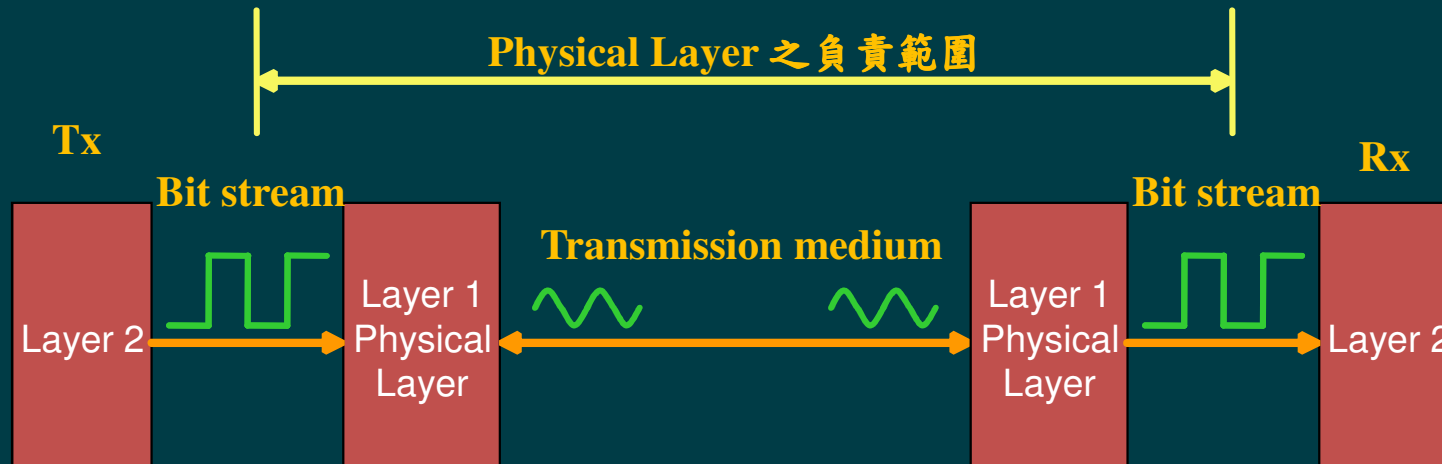 Physical Layer 之負責範圍
Tx
Rx
Bit stream
Bit stream
Transmission medium
Layer 2
Layer 1
Physical
Layer
Layer 1
Physical
Layer
Layer 2